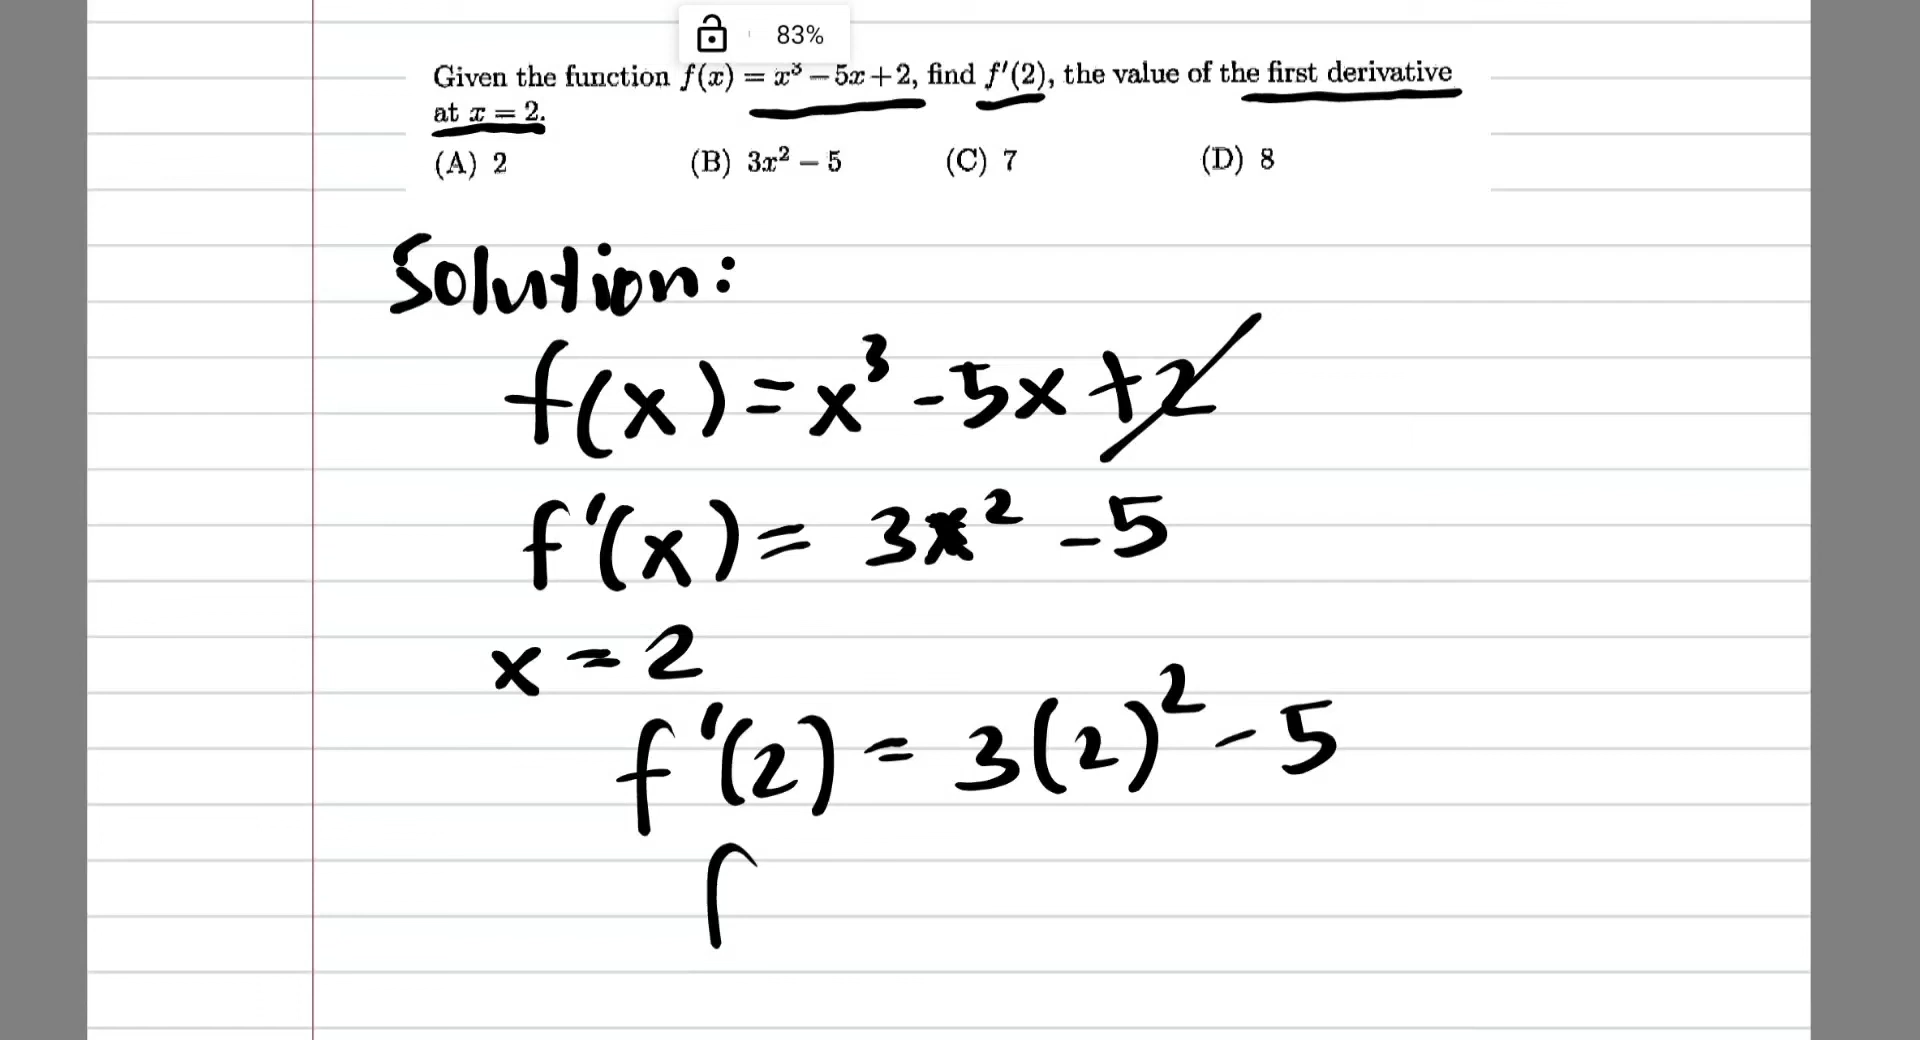 83%
Given the function f(x) = x³ − 5x + 2, find f′(2), the value of the first derivative
at x = 2.
(A) 2 (B) 3x² − 5 (C) 7 (D) 8
Solution:
f(x) = x³ - 5x + 2
f'(x) = 3x² - 5
x = 2
f'(2) = 3(2)² - 5